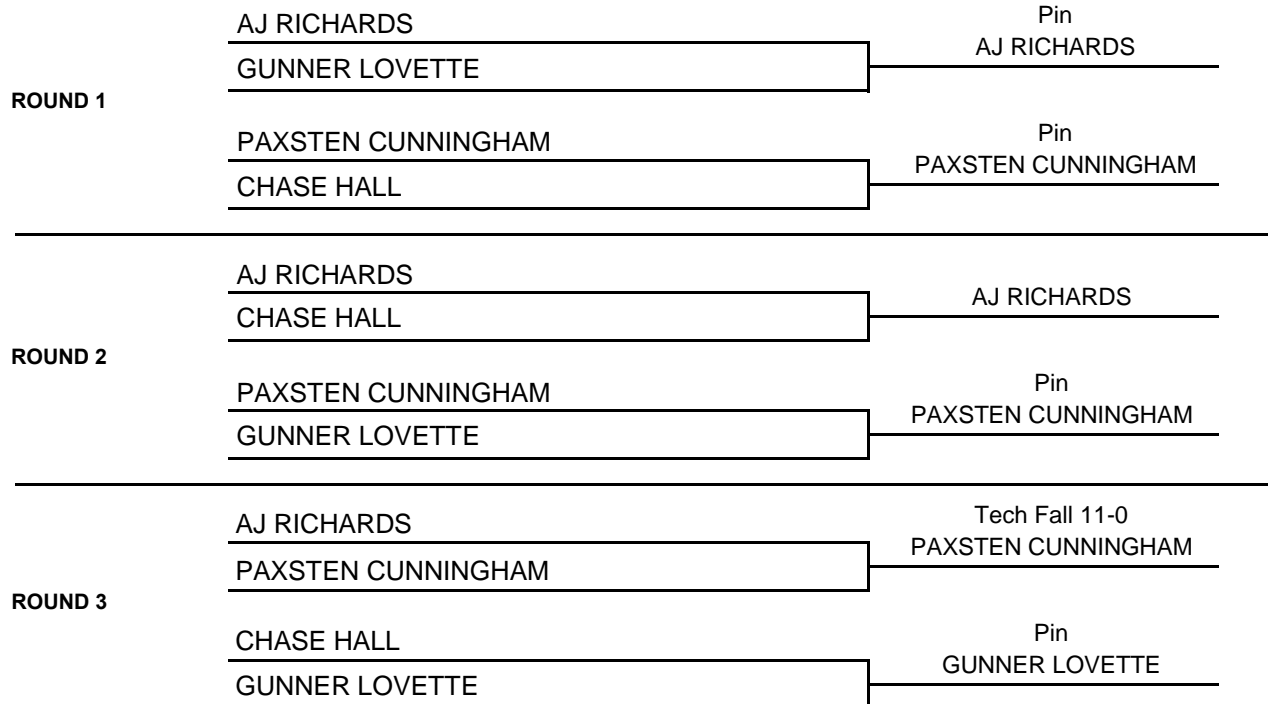 AJ RICHARDS
Pin
AJ RICHARDS
GUNNER LOVETTE
ROUND 1
PAXSTEN CUNNINGHAM
Pin
PAXSTEN CUNNINGHAM
CHASE HALL
AJ RICHARDS
AJ RICHARDS
CHASE HALL
ROUND 2
PAXSTEN CUNNINGHAM
Pin
PAXSTEN CUNNINGHAM
GUNNER LOVETTE
AJ RICHARDS
Tech Fall 11-0
PAXSTEN CUNNINGHAM
PAXSTEN CUNNINGHAM
ROUND 3
CHASE HALL
Pin
GUNNER LOVETTE
GUNNER LOVETTE